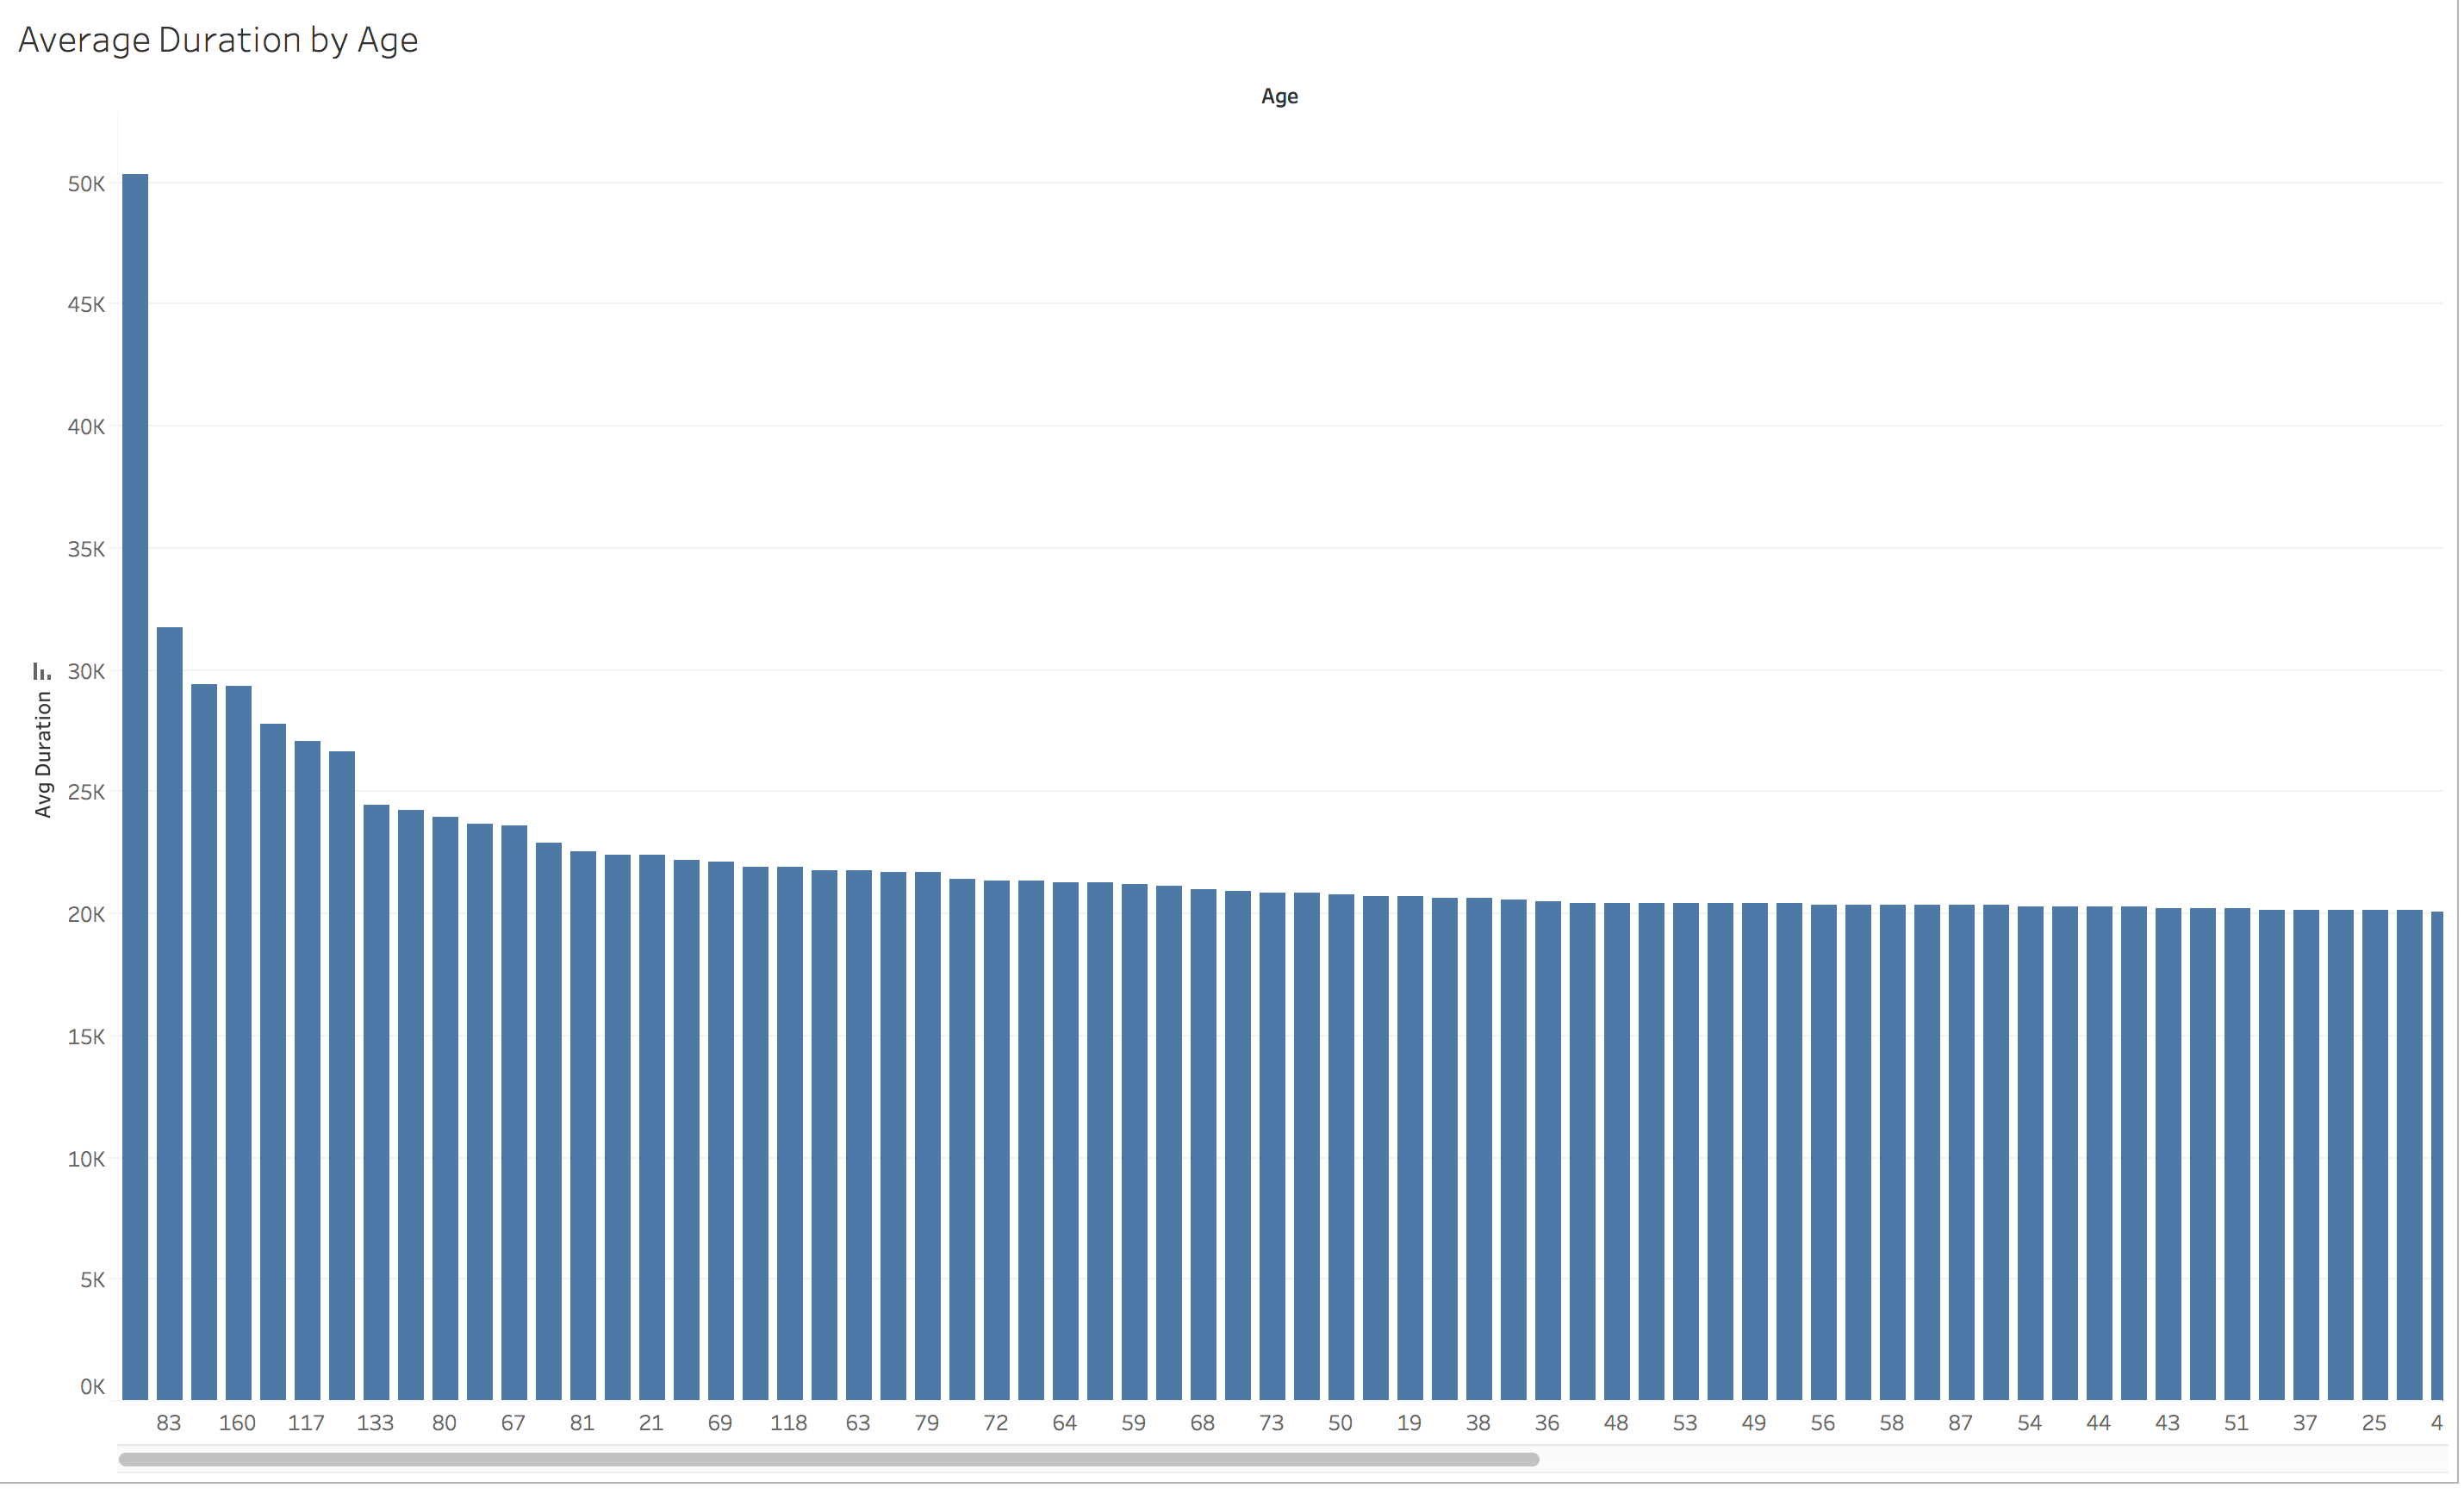 Average Duration by Age
Age
50K
45K
40K
35K
30K
25K
20K
15K
10K
5K
0K
Avg Duration
83 160 117 133 80 67 81 21 69 118 63 79 72 64 59 68 73 50 19 38 36 48 53 49 56 58 87 54 44 43 51 37 25 4